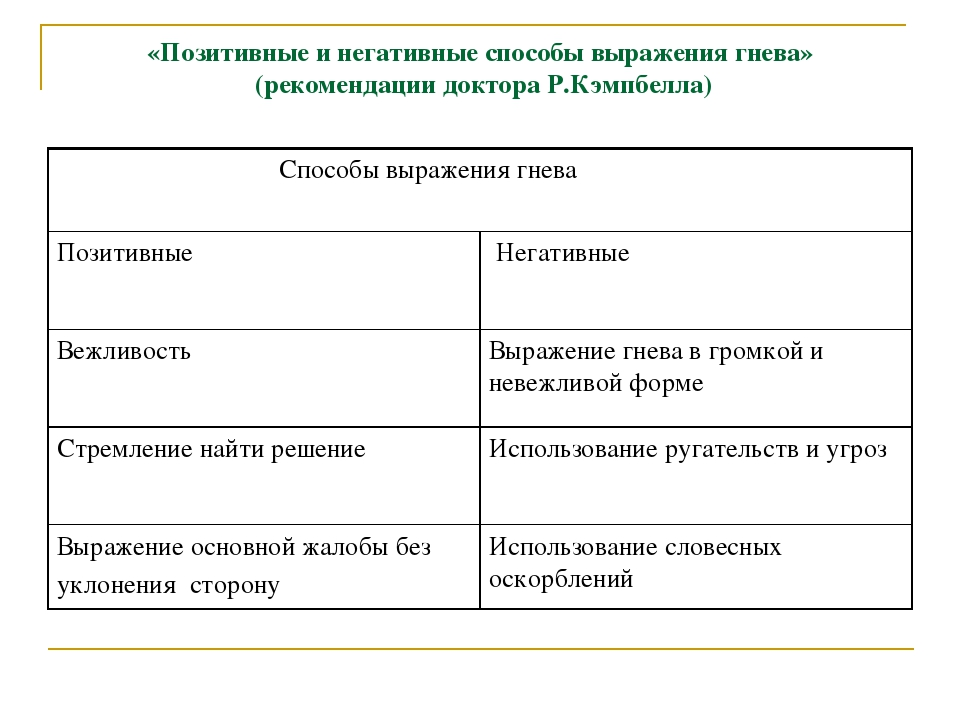 «Позитивные и негативные способы выражения гнева»
(рекомендации доктора Р.Кэмпбелла)
Способы выражения гнева
Позитивные
Негативные
Вежливость
Выражение гнева в громкой и
невежливой форме
Стремление найти решение
Использование ругательств и угроз
Выражение основной жалобы без
уклонения сторону
Использование словесных
оскорблений